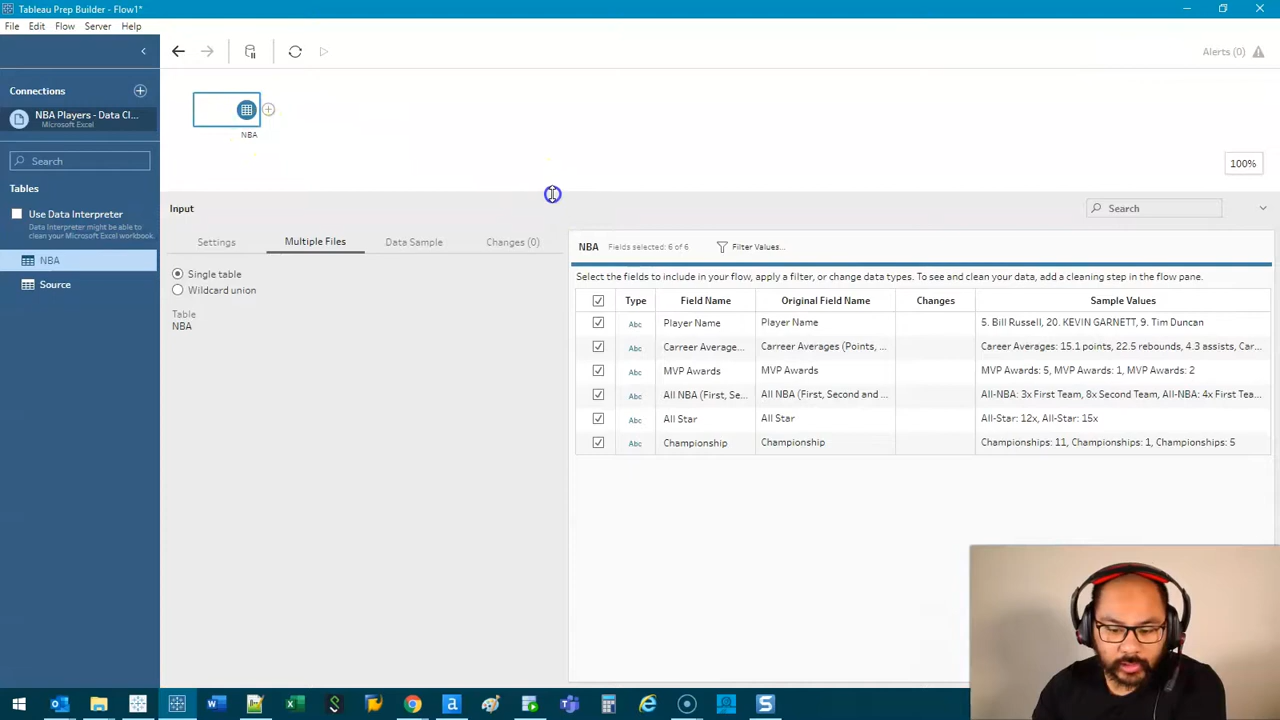 Tableau Prep Builder - Flow1*
File Edit Flow Server Help
Alerts (0)
Connections
NBA Players - Data Cl...
Microsoft Excel
Search
Tables
Use Data Interpreter
Data Interpreter might be able to
clean your Microsoft Excel workbook.
NBA
Source
NBA
100%
Input
Search
Settings Multiple Files Data Sample Changes (0)
Single table
Wildcard union
Table
NBA
NBA Fields selected: 6 of 6 Filter Values...
Select the fields to include in your flow, apply a filter, or change data types. To see and clean your data, add a cleaning step in the flow pane.
Type Field Name Original Field Name Changes Sample Values
Abc Player Name Player Name 5. Bill Russell, 20. KEVIN GARNETT, 9. Tim Duncan
Abc Carreer Average... Carreer Averages (Points, ... Career Averages: 15.1 points, 22.5 rebounds, 4.3 assists, Car...
Abc MVP Awards MVP Awards MVP Awards: 5, MVP Awards: 1, MVP Awards: 2
Abc All NBA (First, Se... All NBA (First, Second and ... All-NBA: 3x First Team, 8x Second Team, All-NBA: 4x First Tea...
Abc All Star All Star All-Star: 12x, All-Star: 15x
Abc Championship Championship Championships: 11, Championships: 1, Championships: 5